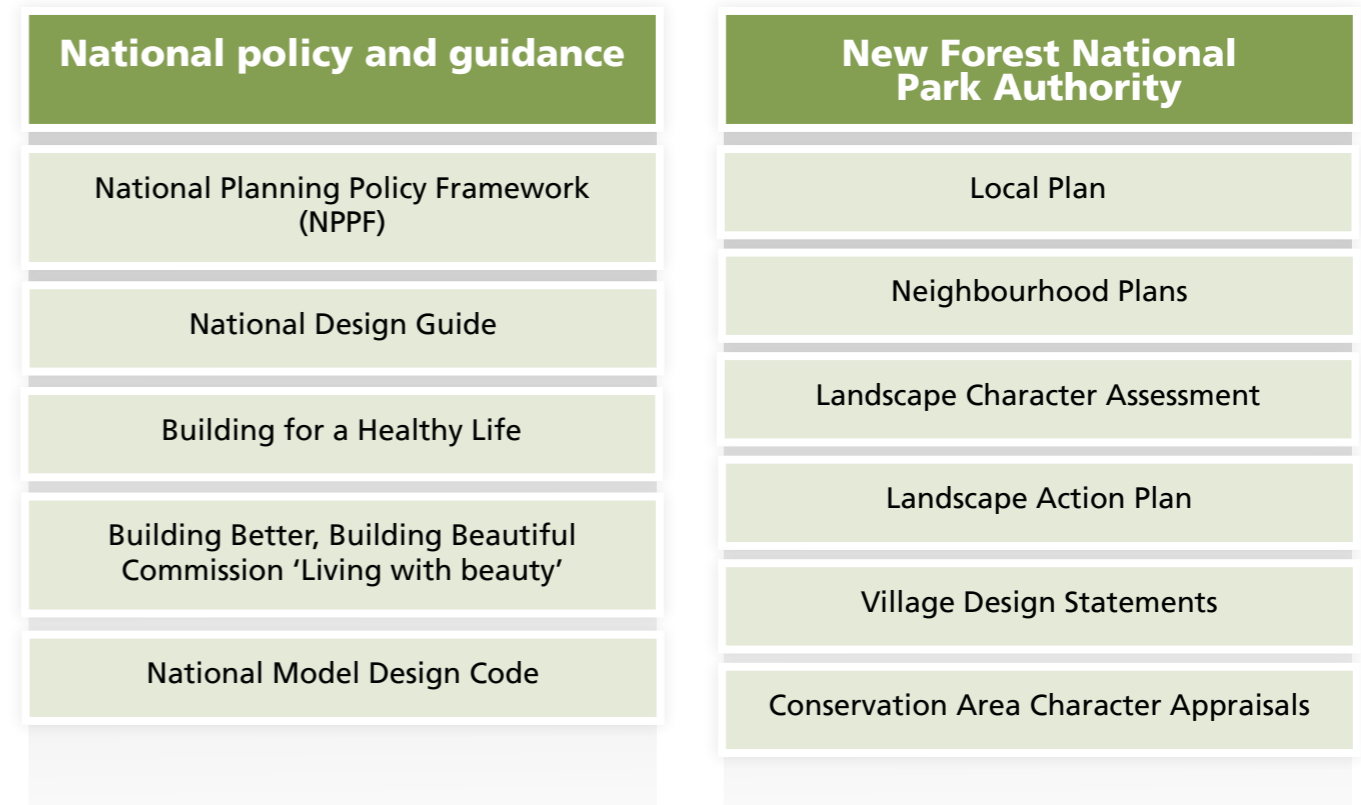 National policy and guidance
National Planning Policy Framework
(NPPF)
National Design Guide
Building for a Healthy Life
Building Better, Building Beautiful
Commission ‘Living with beauty’
National Model Design Code
New Forest National
Park Authority
Local Plan
Neighbourhood Plans
Landscape Character Assessment
Landscape Action Plan
Village Design Statements
Conservation Area Character Appraisals